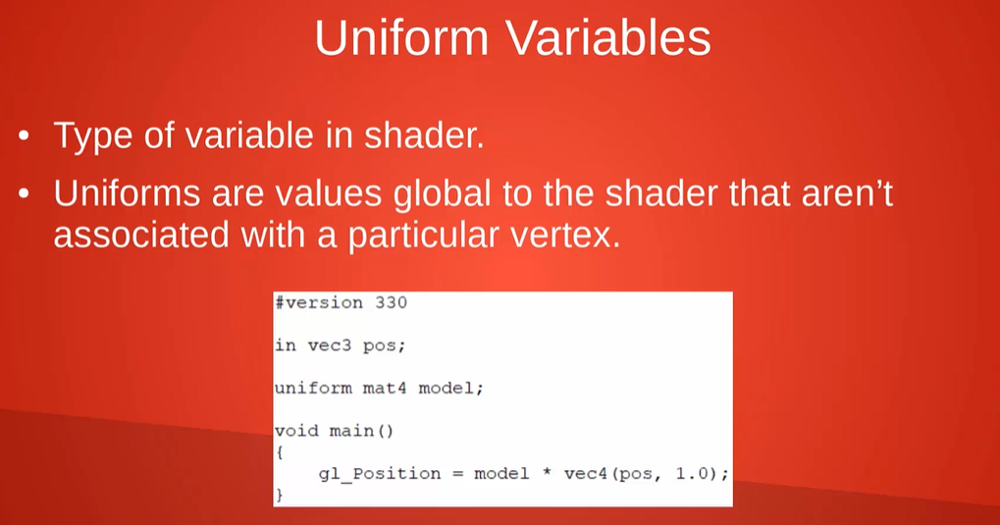 Uniform Variables
• Type of variable in shader.
• Uniforms are values global to the shader that aren’t
associated with a particular vertex.
#version 330
in vec3 pos;
uniform mat4 model;
void main()
{
    gl_Position = model * vec4(pos, 1.0);
}